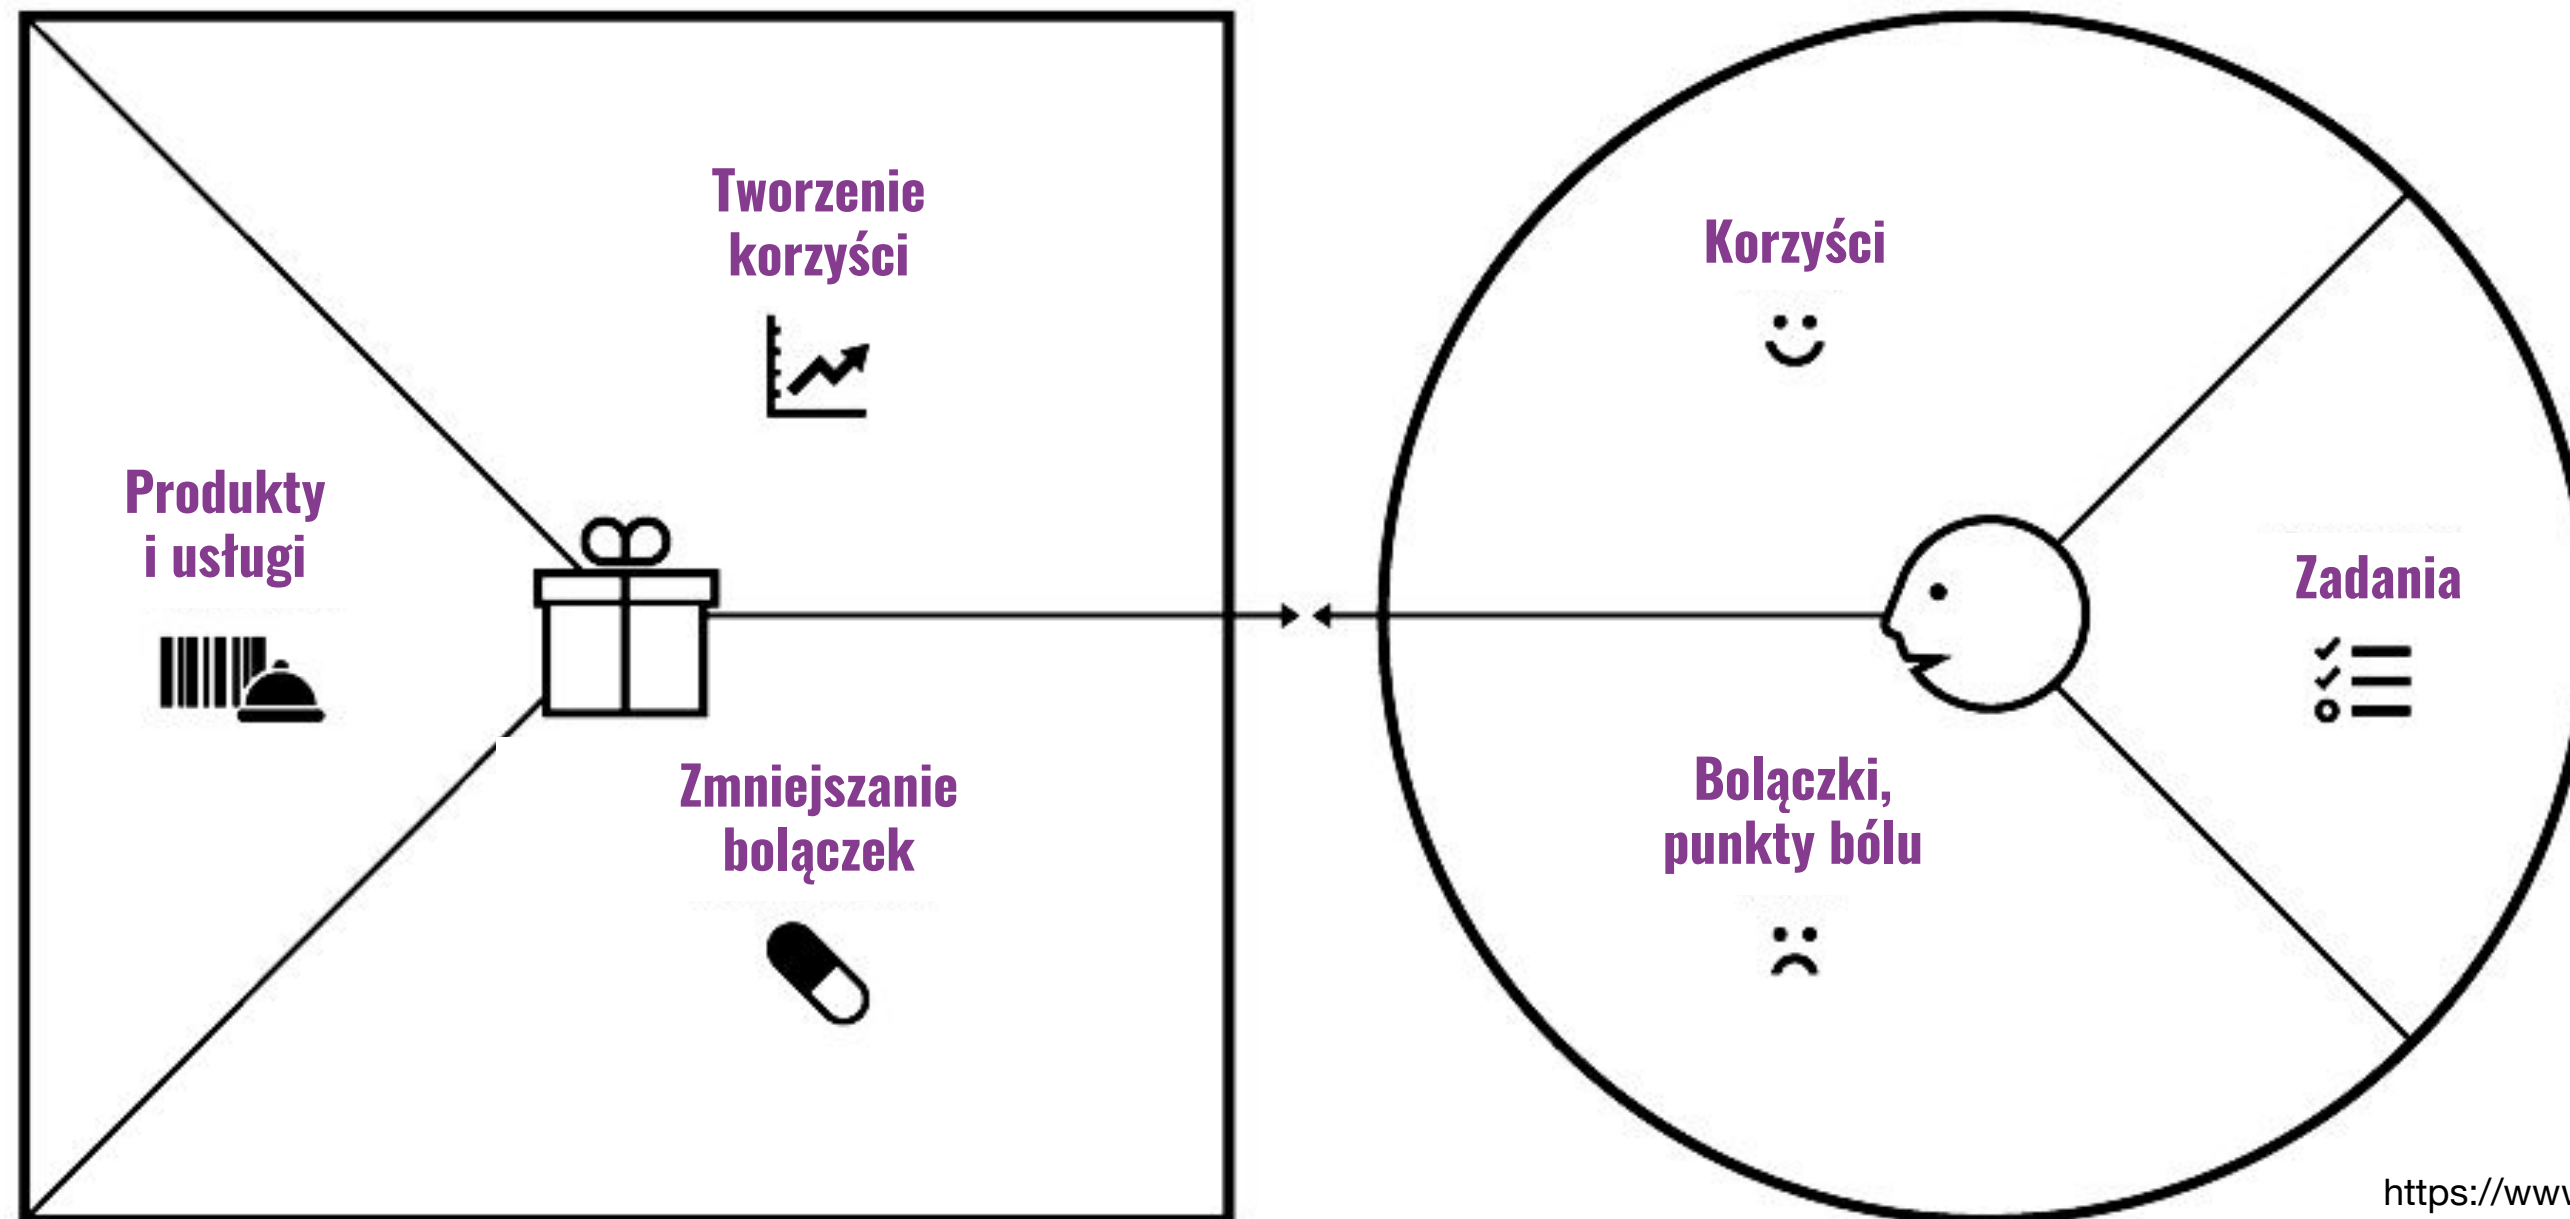 Tworzenie
korzyści
Produkty
i usługi
Zmniejszanie
bolączek
Korzyści
Zadania
Bolączki,
punkty bólu
https://www